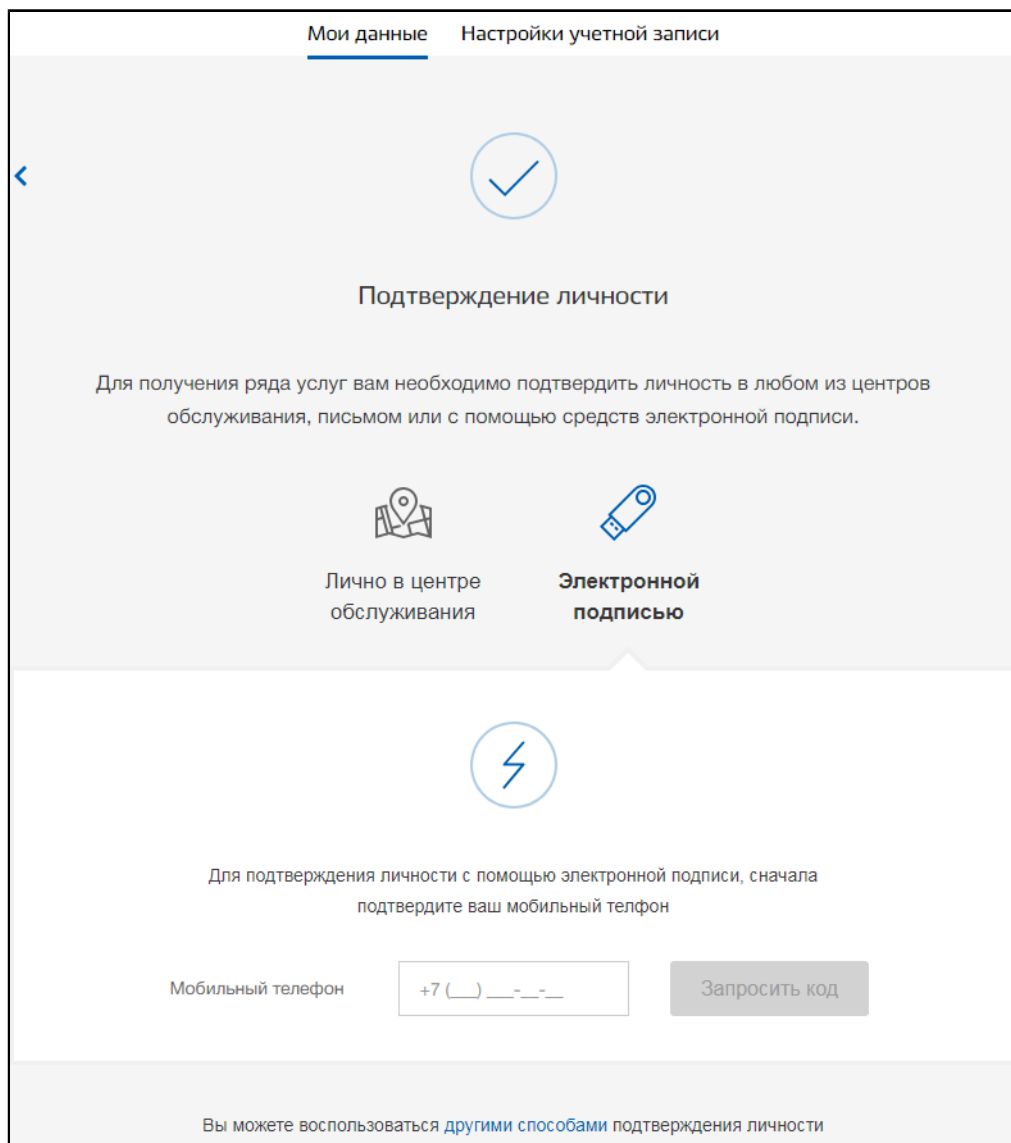 Мои данные Настройки учетной записи
Подтверждение личности
Для получения ряда услуг вам необходимо подтвердить личность в любом из центров
обслуживания, письмом или с помощью средств электронной подписи.
Лично в центре
обслуживания
Электронной
подписью
Для подтверждения личности с помощью электронной подписи, сначала
подтвердите ваш мобильный телфон
Мобильный телефон +7 (__) ___-__-__ Запросить код
Вы можете воспользоваться другими способами подтверждения личности